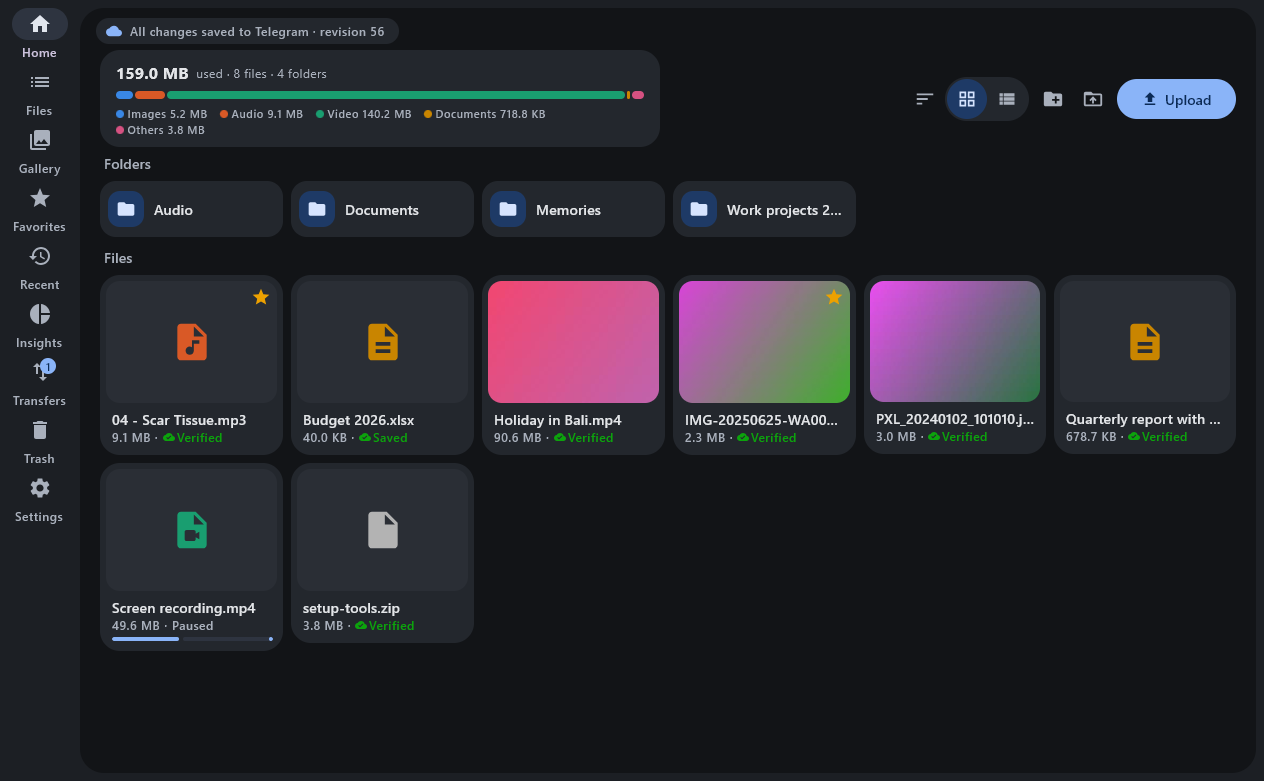 Home
Files
Gallery
Favorites
Recent
Insights
1
Transfers
Trash
Settings
All changes saved to Telegram · revision 56
159.0 MB used · 8 files · 4 folders
Images 5.2 MB Audio 9.1 MB Video 140.2 MB Documents 718.8 KB
Others 3.8 MB
Upload
Folders
Audio
Documents
Memories
Work projects 2...
Files
04 - Scar Tissue.mp3
9.1 MB · Verified
Budget 2026.xlsx
40.0 KB · Saved
Holiday in Bali.mp4
90.6 MB · Verified
IMG-20250625-WA00...
2.3 MB · Verified
PXL_20240102_101010.j...
3.0 MB · Verified
Quarterly report with ...
678.7 KB · Verified
Screen recording.mp4
49.6 MB · Paused
setup-tools.zip
3.8 MB · Verified